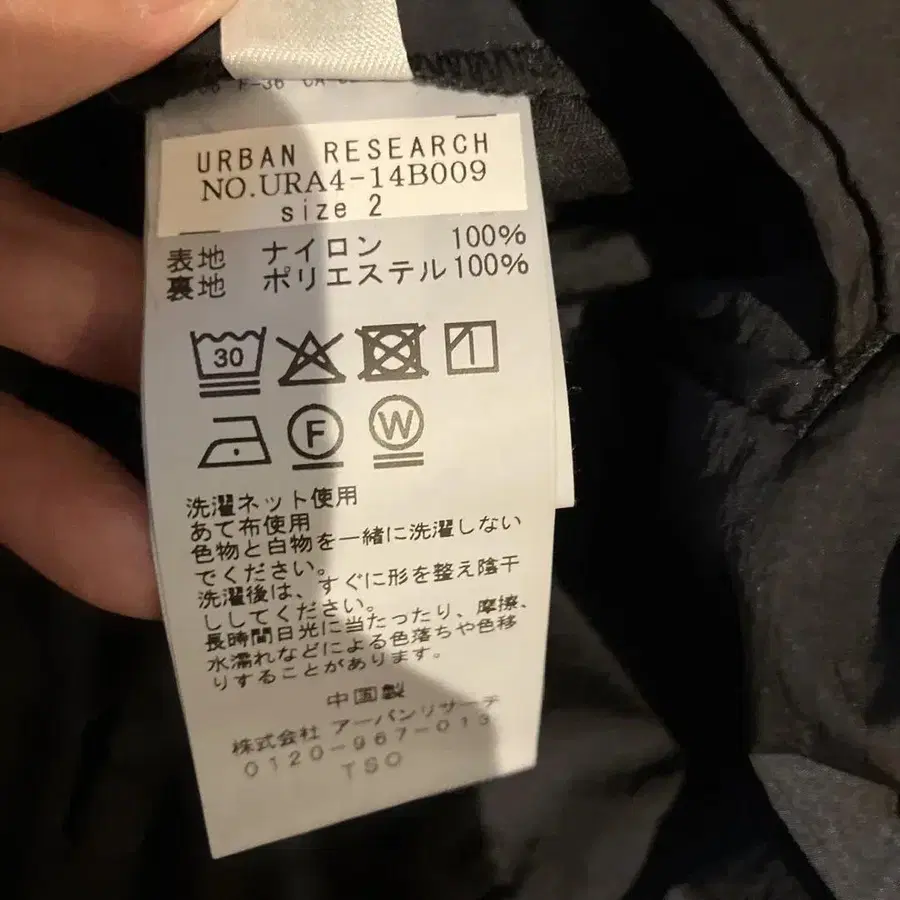 URBAN RESEARCH
NO.URA4-14B009
size 2
表地 ナイロン 100%
裏地 ポリエステル 100%
30
F W
洗濯ネット使用
あて布使用
色物と白物を一緒に洗濯しない
でください。
洗濯後は、すぐに形を整え陰干
ししてください。
長時間日光に当たったり、摩擦、
水濡れなどによる色落ちや色移
りすることがあります。
中国製
株式会社 アーバンリサーチ
0120-967-013
TSO